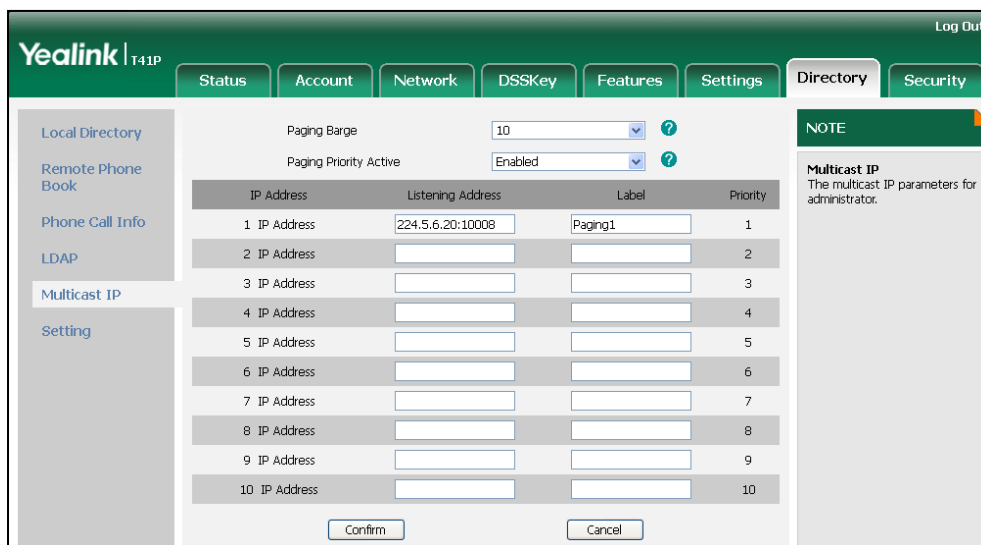 Log Out
Yealink T41P
Status Account Network DSSKey Features Settings Directory Security
Local Directory
Remote Phone Book
Phone Call Info
LDAP
Multicast IP
Setting
Paging Barge 10 ?
Paging Priority Active Enabled ?
IP Address Listening Address Label Priority
1 IP Address 224.5.6.20:10008 Paging1 1
2 IP Address 2
3 IP Address 3
4 IP Address 4
5 IP Address 5
6 IP Address 6
7 IP Address 7
8 IP Address 8
9 IP Address 9
10 IP Address 10
Confirm Cancel
NOTE
Multicast IP
The multicast IP parameters for
administrator.